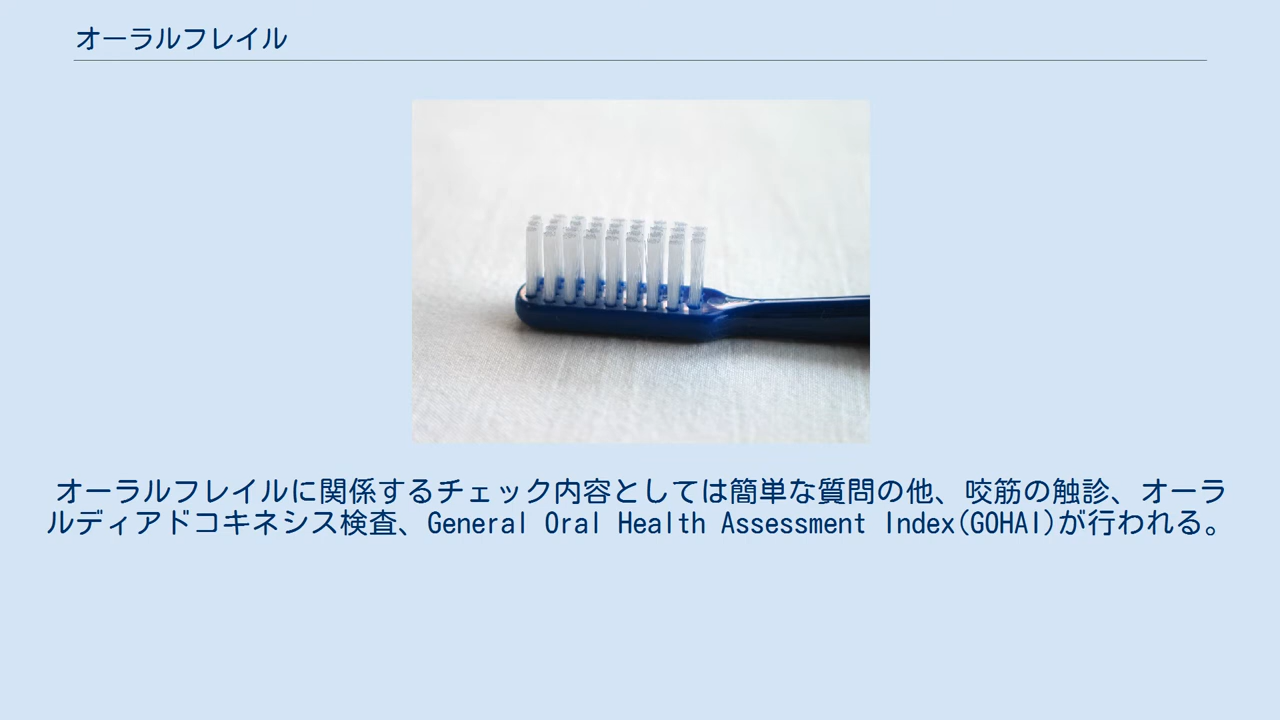 オーラルフレイル
オーラルフレイルに関係するチェック内容としては簡単な質問の他、咬筋の触診、オーラ
ルディアドコキネシス検査、General Oral Health Assessment Index(GOHAI)が行われる。